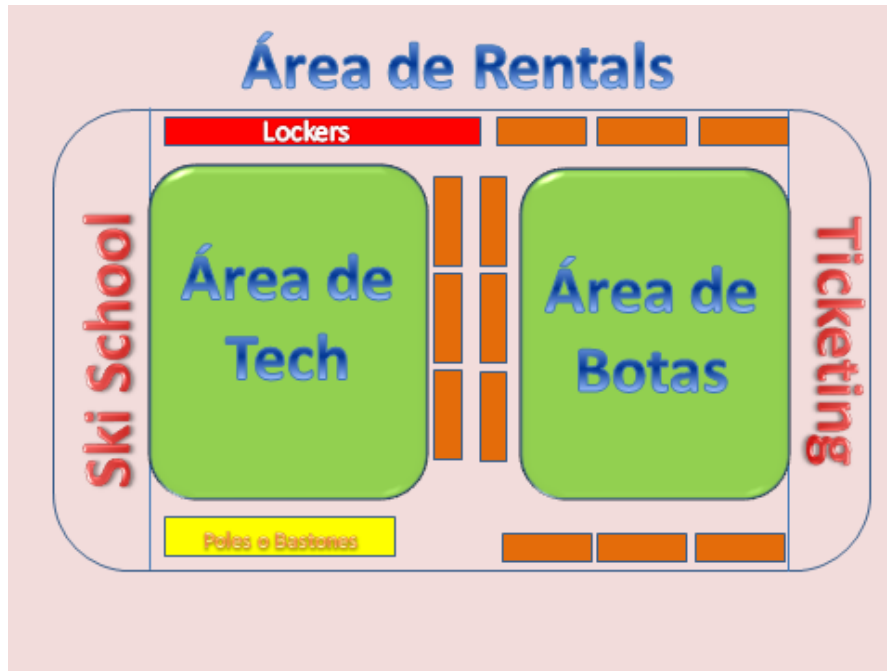 Área de Rentals
Lockers
Ski School
Área de
Tech
Área de
Botas
Ticketing
Poles o Bastones